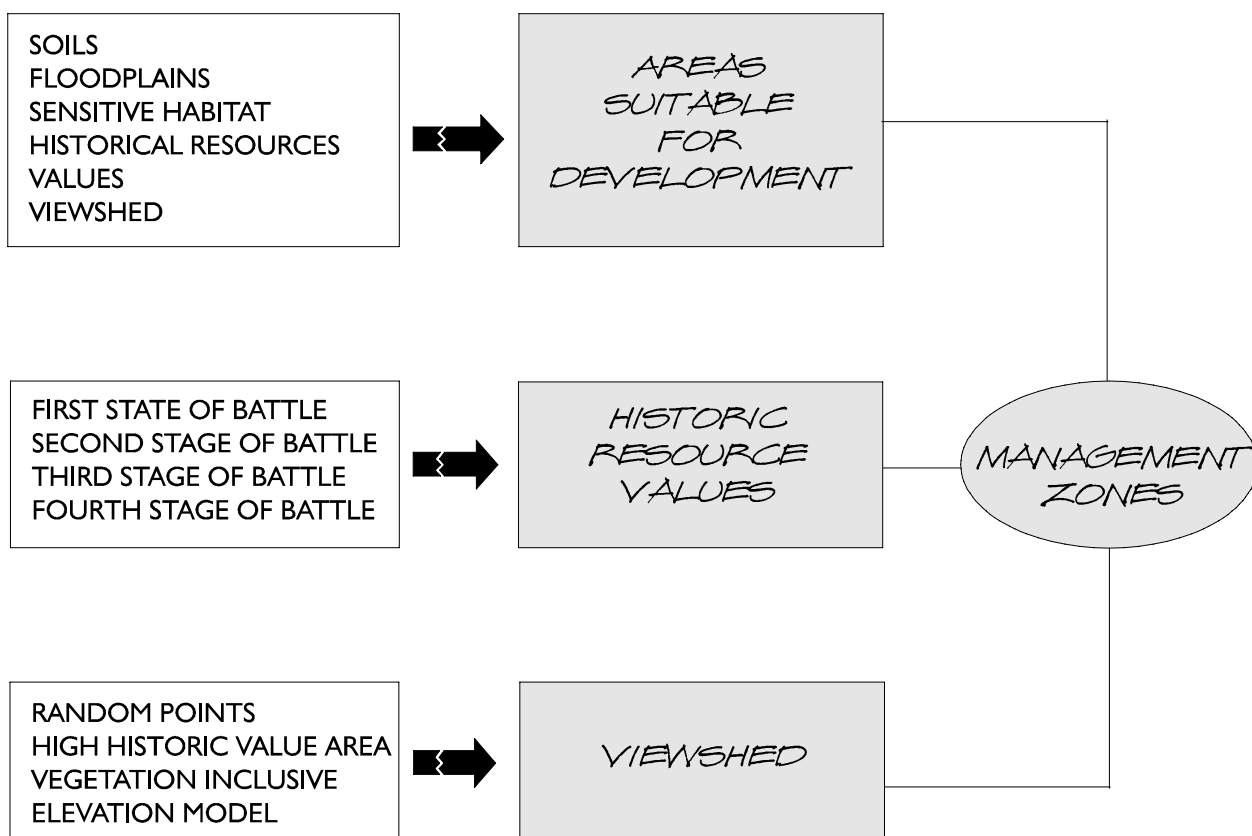 SOILS
FLOODPLAINS
SENSITIVE HABITAT
HISTORICAL RESOURCES
VALUES
VIEWSHED
AREAS
SUITABLE
FOR
DEVELOPMENT
FIRST STATE OF BATTLE
SECOND STAGE OF BATTLE
THIRD STAGE OF BATTLE
FOURTH STAGE OF BATTLE
HISTORIC
RESOURCE
VALUES
MANAGEMENT
ZONES
RANDOM POINTS
HIGH HISTORIC VALUE AREA
VEGETATION INCLUSIVE
ELEVATION MODEL
VIEWSHED